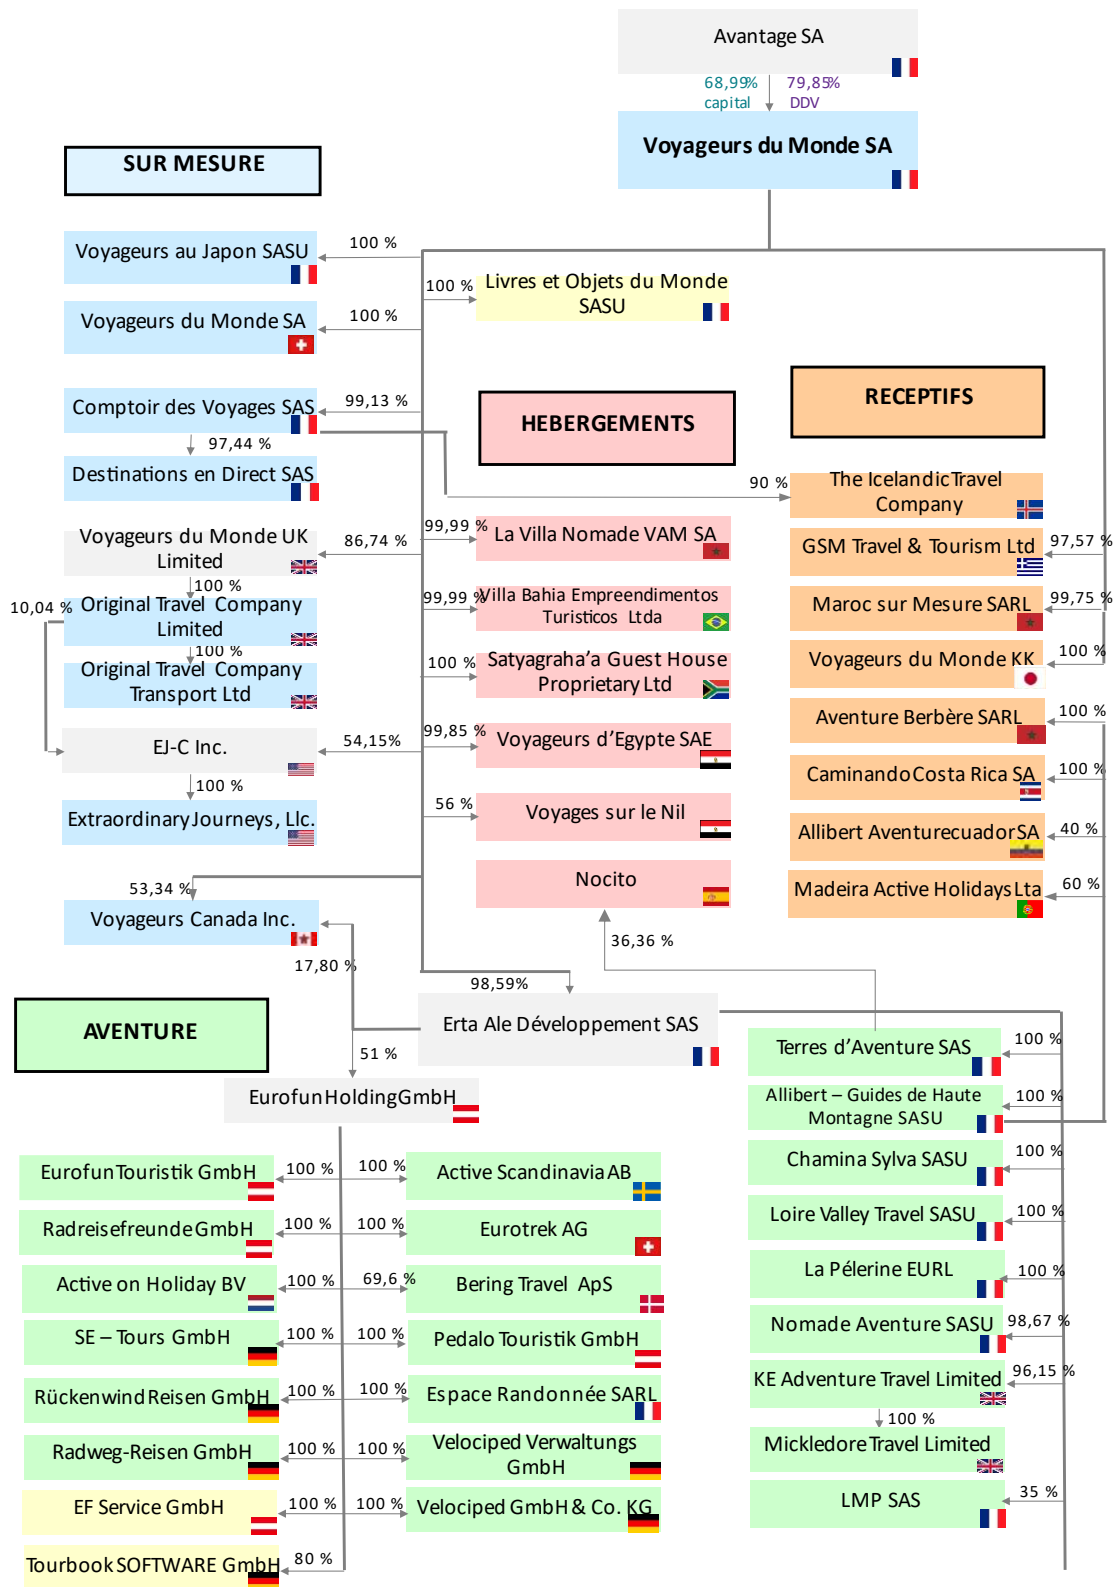 Avantage SA
68,99%
capital
79,85%
DDV
Voyageurs du Monde SA
SUR MESURE
Voyageurs au Japon SASU
100 %
100 %
Livres et Objets du Monde
SASU
Voyageurs du Monde SA
100 %
Comptoir des Voyages SAS
99,13 %
97,44 %
Destinations en Direct SAS
Voyageurs du Monde UK
Limited
86,74 %
100 %
10,04 %
Original Travel Company
Limited
100 %
Original Travel Company
Transport Ltd
EJ-C Inc.
54,15%
100 %
Extraordinary Journeys, Llc.
53,34 %
Voyageurs Canada Inc.
17,80 %
HEBERGEMENTS
99,99 %
La Villa Nomade VAM SA
99,99 %
Villa Bahia Empreendimentos
Turisticos Ltda
100 %
Satyagraha’a Guest House
Proprietary Ltd
99,85 %
Voyageurs d’Egypte SAE
56 %
Voyages sur le Nil
Nocito
36,36 %
RECEPTIFS
90 %
The Icelandic Travel
Company
GSM Travel & Tourism Ltd
97,57 %
Maroc sur Mesure SARL
99,75 %
Voyageurs du Monde KK
100 %
Aventure Berbère SARL
100 %
Caminando Costa Rica SA
100 %
Allibert Aventurecuador SA
40 %
Madeira Active Holidays Lta
60 %
98,59%
Erta Ale Développement SAS
AVENTURE
51 %
Eurofun Holding GmbH
Eurofun Touristik GmbH
100 %
100 %
Active Scandinavia AB
Radreisefreunde GmbH
100 %
100 %
Eurotrek AG
Active on Holiday BV
100 %
69,6 %
Bering Travel ApS
SE – Tours GmbH
100 %
100 %
Pedalo Touristik GmbH
Rückenwind Reisen GmbH
100 %
100 %
Espace Randonnée SARL
Radweg-Reisen GmbH
100 %
100 %
Velociped Verwaltungs
GmbH
EF Service GmbH
100 %
100 %
Velociped GmbH & Co. KG
Tourbook SOFTWARE GmbH
80 %
Terres d’Aventure SAS
100 %
Allibert – Guides de Haute
Montagne SASU
100 %
Chamina Sylva SASU
100 %
Loire Valley Travel SASU
100 %
La Pélerine EURL
100 %
Nomade Aventure SASU
98,67 %
KE Adventure Travel Limited
96,15 %
100 %
Mickledore Travel Limited
LMP SAS
35 %